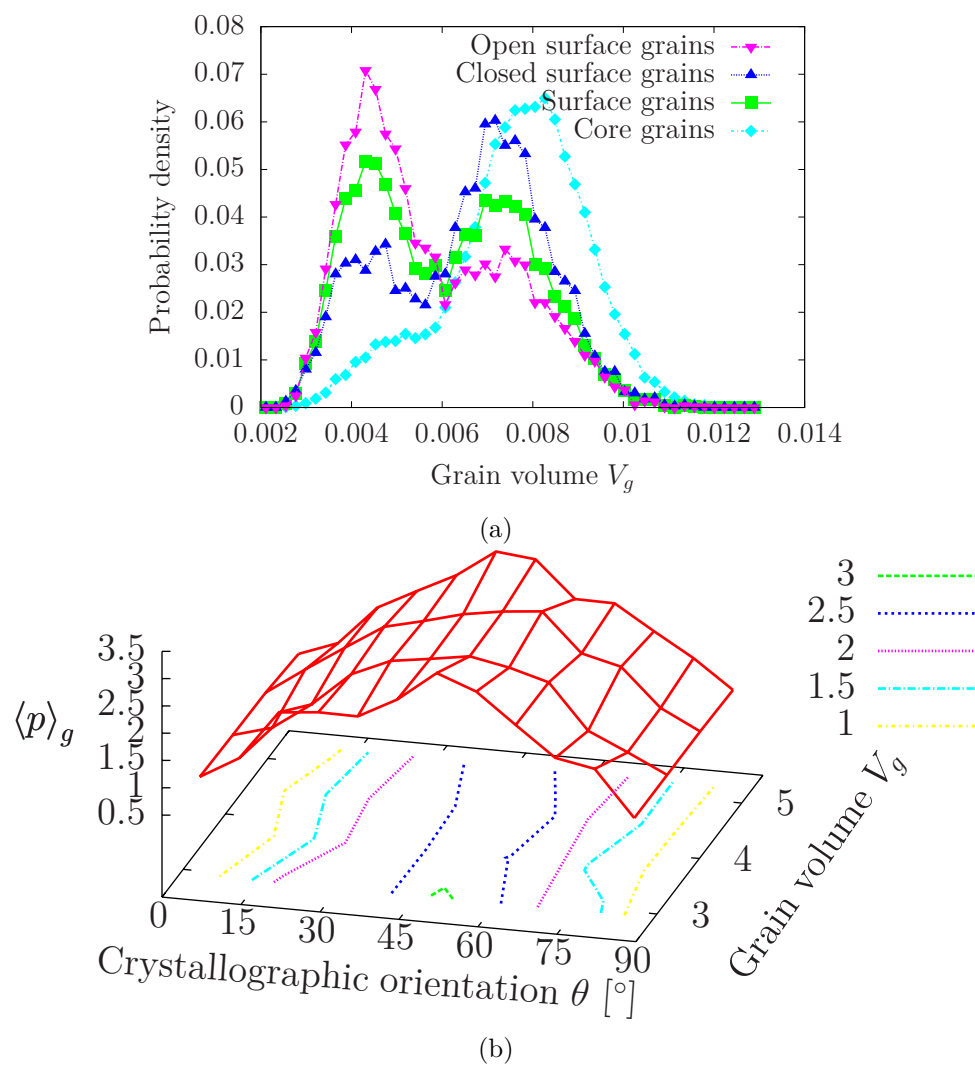 0.08
0.07
0.06
0.05
0.04
0.03
0.02
0.01
0
Probability density
Open surface grains
Closed surface grains
Surface grains
Core grains
0.002 0.004 0.006 0.008 0.01 0.012 0.014
Grain volume V_g
(a)
3
2.5
2
1.5
1
3.5
3
2.5
2
1.5
1
0.5
⟨p⟩_g
0 15 30 45 60 75 90
Crystallographic orientation θ [°]
5
4
3
Grain volume V_g
(b)